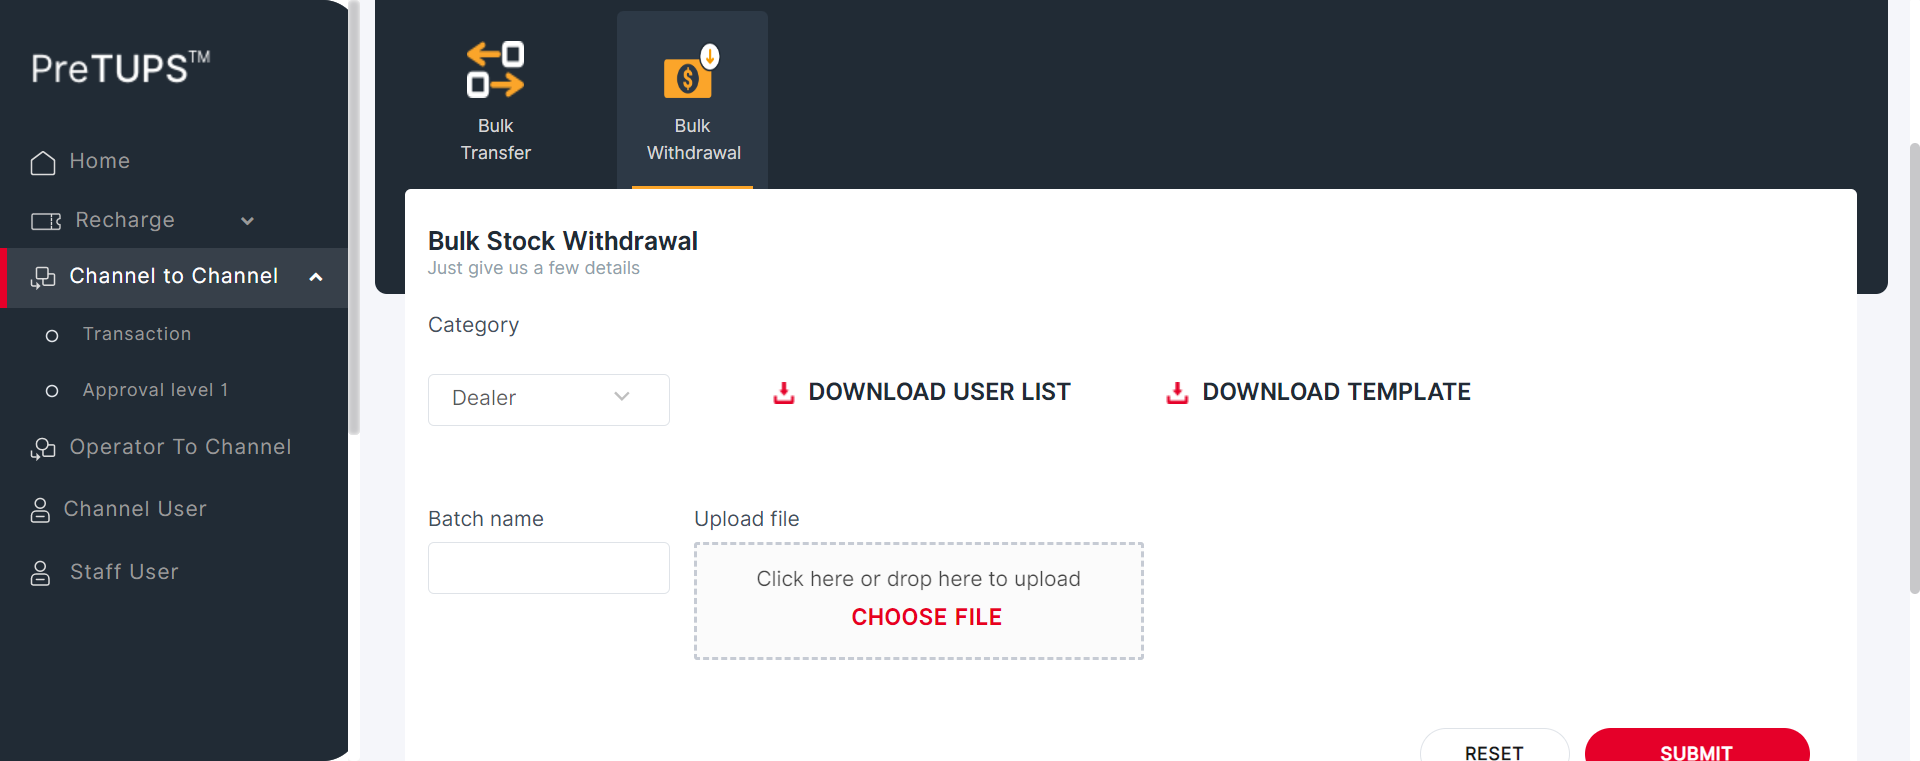 PreTUPS™
Home
Recharge
Channel to Channel
Transaction
Approval level 1
Operator To Channel
Channel User
Staff User
Bulk
Transfer
Bulk
Withdrawal
Bulk Stock Withdrawal
Just give us a few details
Category
Dealer
DOWNLOAD USER LIST
DOWNLOAD TEMPLATE
Batch name
Upload file
Click here or drop here to upload
CHOOSE FILE
RESET
SUBMIT